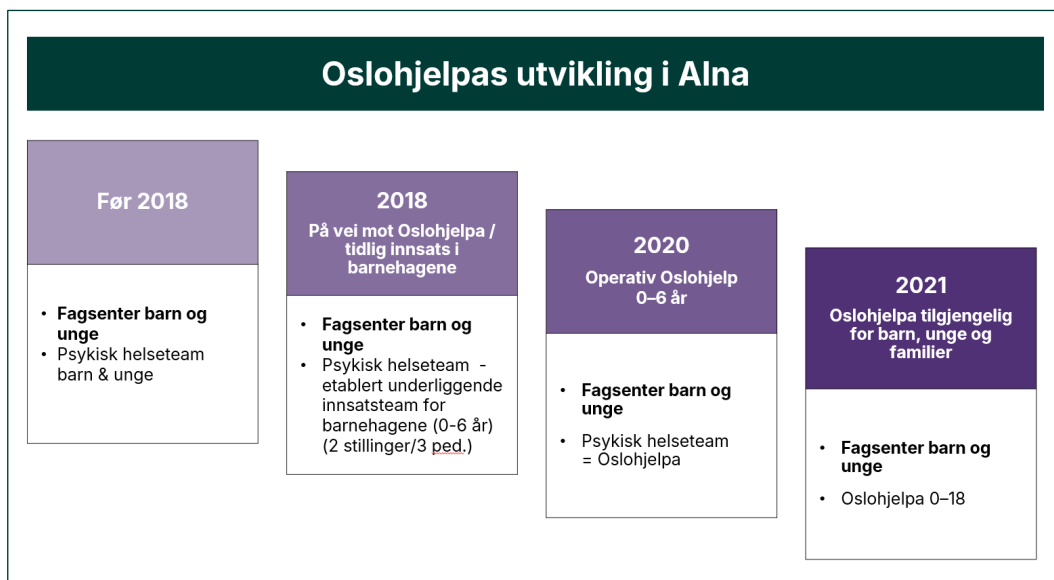 Oslohjelpas utvikling i Alna
Før 2018
• Fagsenter barn og
unge
• Psykisk helseteam
barn & unge
2018
På vei mot Oslohjelpa /
tidlig innsats i
barnehagene
• Fagsenter barn og
unge
• Psykisk helseteam -
etablert underliggende
innsatsteam for
barnehagene (0-6 år)
(2 stillinger/3 ped.)
2020
Operativ Oslohjelp
0–6 år
• Fagsenter barn og
unge
• Psykisk helseteam
= Oslohjelpa
2021
Oslohjelpa tilgjengelig
for barn, unge og
familier
• Fagsenter barn og
unge
• Oslohjelpa 0–18